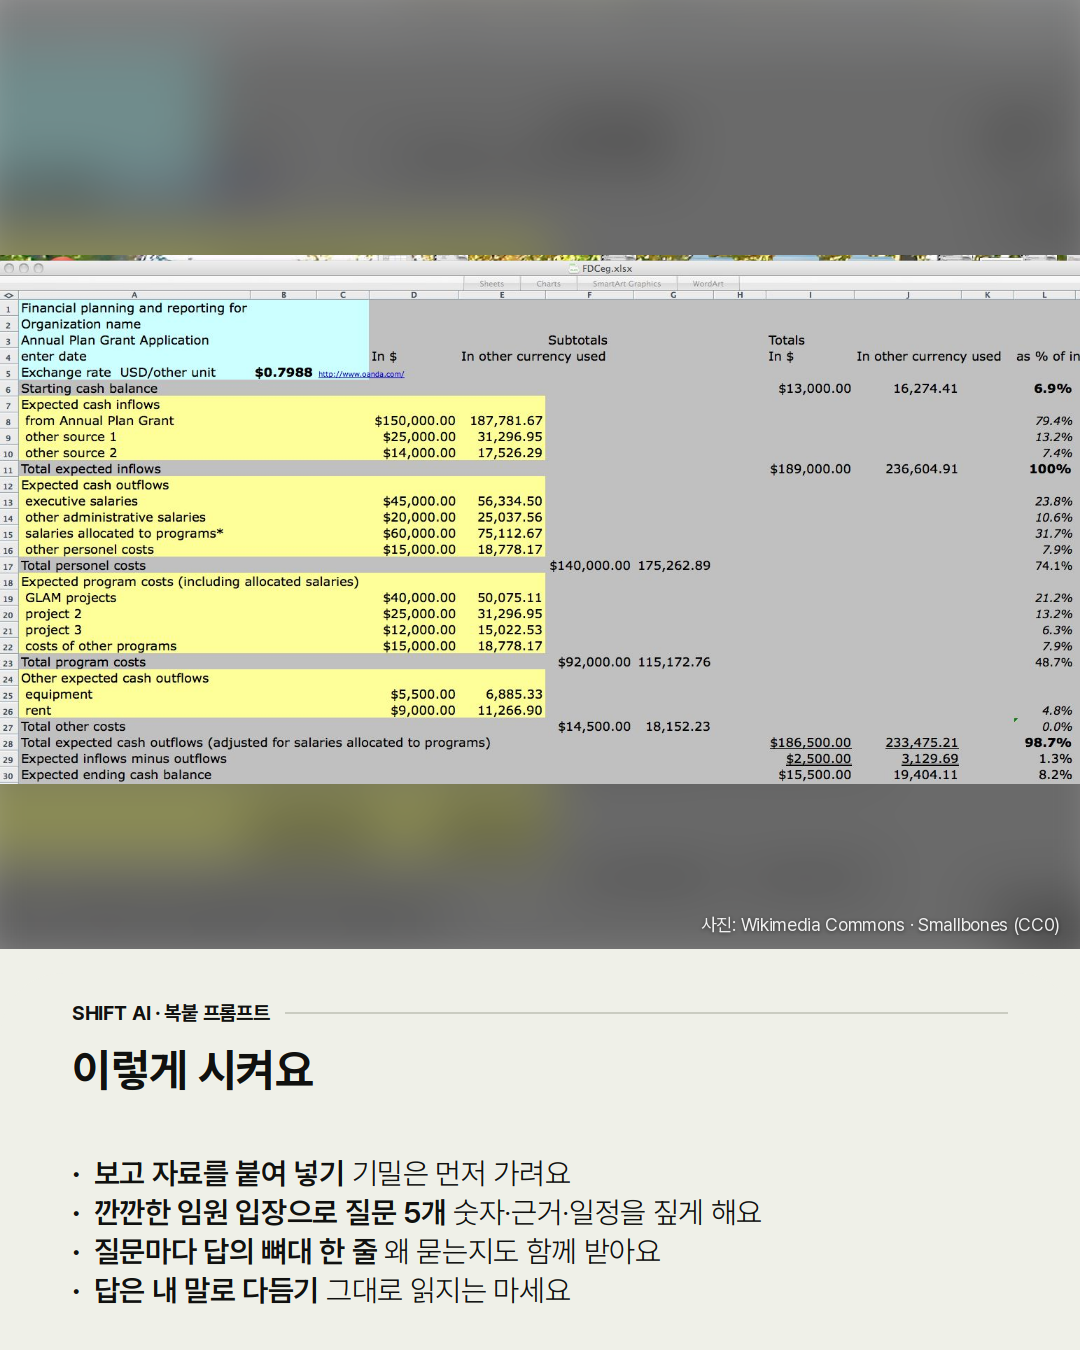 FDCeg.xlsx
Sheets Charts SmartArt Graphics WordArt
A B C D E F G H I J K L
1 Financial planning and reporting for
2 Organization name
3 Annual Plan Grant Application Subtotals Totals
4 enter date In $ In other currency used In $ In other currency used as % of in
5 Exchange rate USD/other unit $0.7988 http://www.oanda.com/
6 Starting cash balance $13,000.00 16,274.41 6.9%
7 Expected cash inflows
8 from Annual Plan Grant $150,000.00 187,781.67 79.4%
9 other source 1 $25,000.00 31,296.95 13.2%
10 other source 2 $14,000.00 17,526.29 7.4%
11 Total expected inflows $189,000.00 236,604.91 100%
12 Expected cash outflows
13 executive salaries $45,000.00 56,334.50 23.8%
14 other administrative salaries $20,000.00 25,037.56 10.6%
15 salaries allocated to programs* $60,000.00 75,112.67 31.7%
16 other personel costs $15,000.00 18,778.17 7.9%
17 Total personel costs $140,000.00 175,262.89 74.1%
18 Expected program costs (including allocated salaries)
19 GLAM projects $40,000.00 50,075.11 21.2%
20 project 2 $25,000.00 31,296.95 13.2%
21 project 3 $12,000.00 15,022.53 6.3%
22 costs of other programs $15,000.00 18,778.17 7.9%
23 Total program costs $92,000.00 115,172.76 48.7%
24 Other expected cash outflows
25 equipment $5,500.00 6,885.33
26 rent $9,000.00 11,266.90 4.8%
27 Total other costs $14,500.00 18,152.23 0.0%
28 Total expected cash outflows (adjusted for salaries allocated to programs) $186,500.00 233,475.21 98.7%
29 Expected inflows minus outflows $2,500.00 3,129.69 1.3%
30 Expected ending cash balance $15,500.00 19,404.11 8.2%
사진: Wikimedia Commons · Smallbones (CC0)
SHIFT AI · 복붙 프롬프트
이렇게 시켜요
• 보고 자료를 붙여 넣기 기밀은 먼저 가려요
• 깐깐한 임원 입장으로 질문 5개 숫자·근거·일정을 짚게 해요
• 질문마다 답의 뼈대 한 줄 왜 묻는지도 함께 받아요
• 답은 내 말로 다듬기 그대로 읽지는 마세요